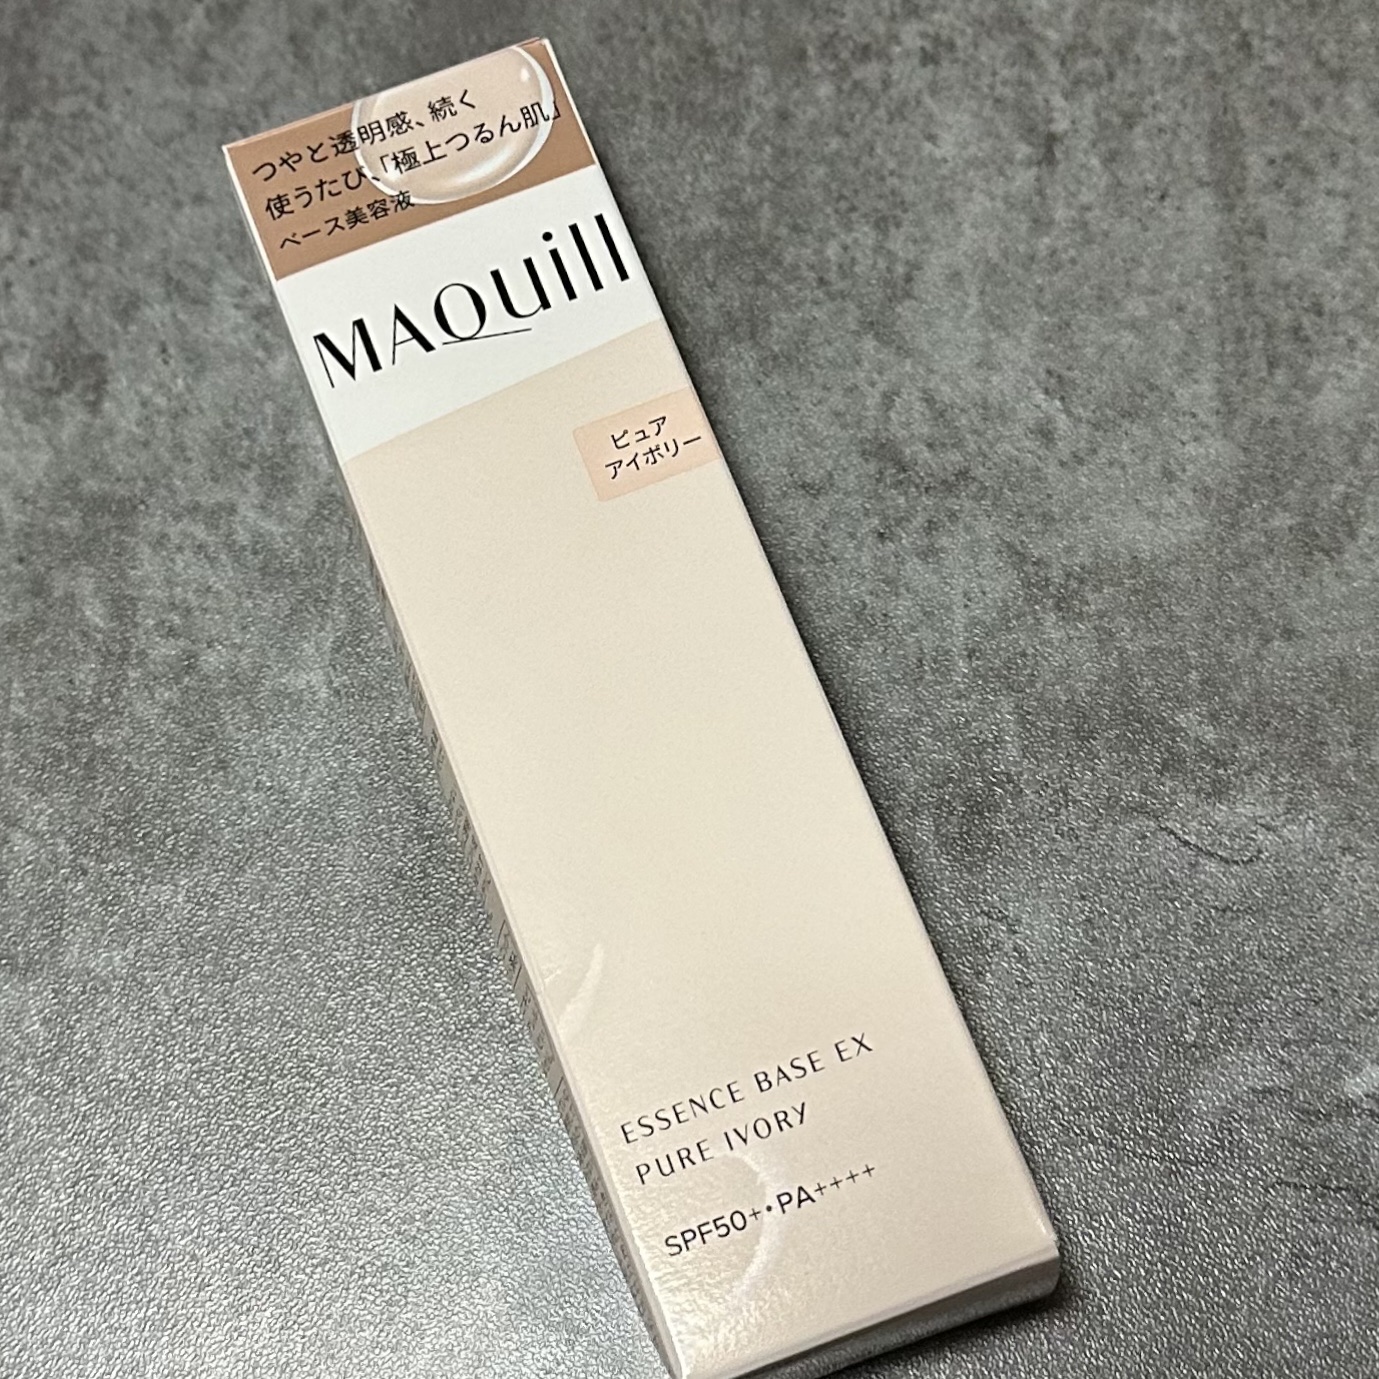 つやと透明感、続く
使うたび、「極上つるん肌」
ベース美容液
MAQuill
ピュア
アイボリー
ESSENCE BASE EX
PURE IVORY
SPF50+・PA++++